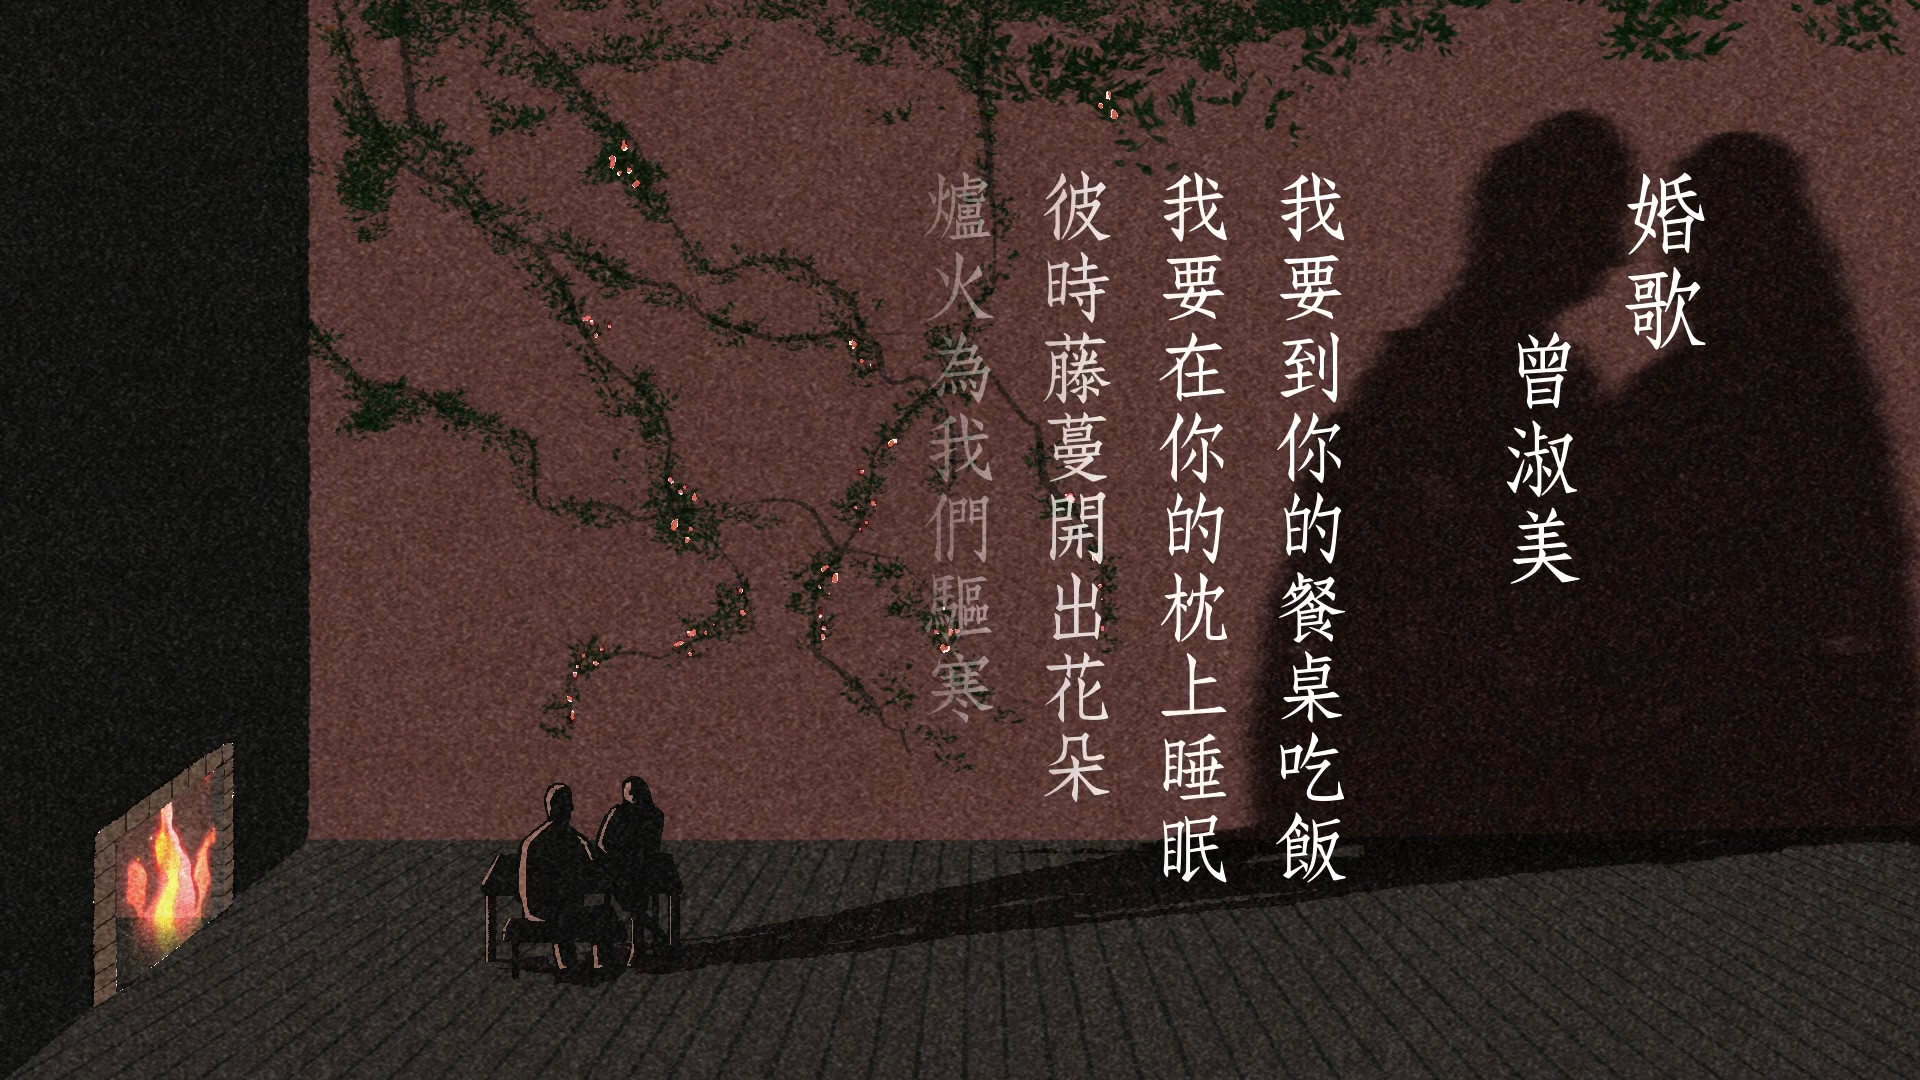 婚歌
曾淑美
我要到你的餐桌吃飯
我要在你的枕上睡眠
彼時藤蔓開出花朵
爐火為我們驅寒